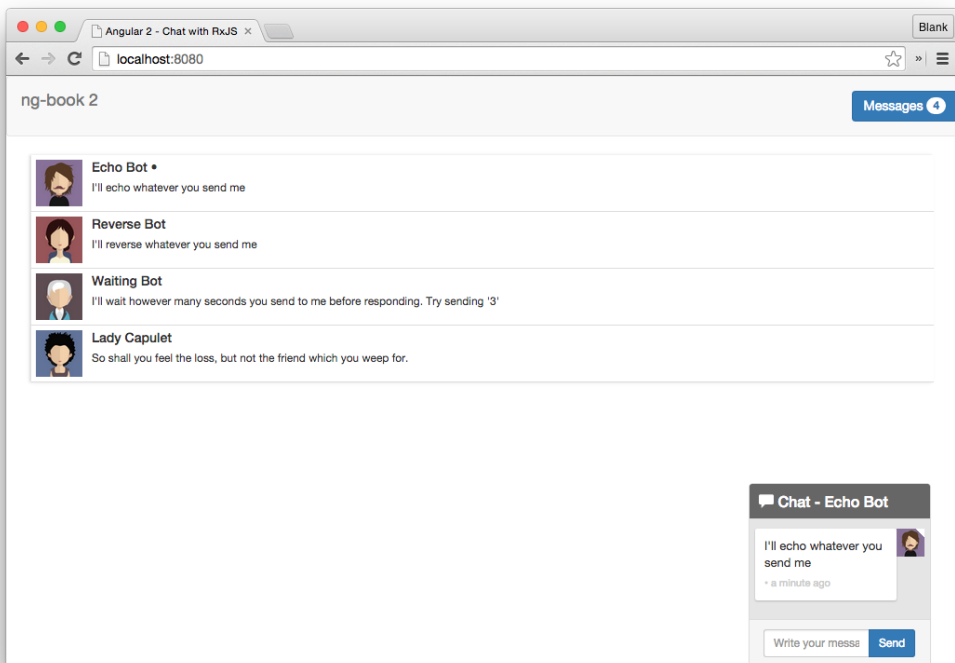 Angular 2 - Chat with RxJS
Blank
localhost:8080
ng-book 2
Messages 4
Echo Bot •
I'll echo whatever you send me
Reverse Bot
I'll reverse whatever you send me
Waiting Bot
I'll wait however many seconds you send to me before responding. Try sending '3'
Lady Capulet
So shall you feel the loss, but not the friend which you weep for.
Chat - Echo Bot
I'll echo whatever you
send me
• a minute ago
Write your messa
Send